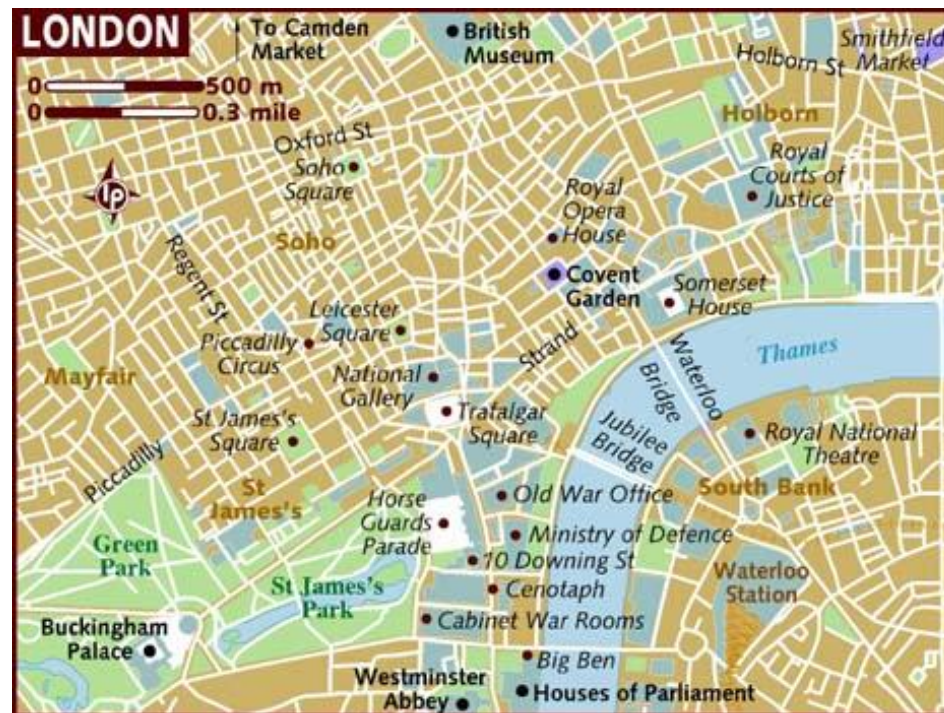 LONDON
To Camden
Market
British
Museum
Holborn St
Smithfield
Market
0 500 m
0 0.3 mile
Holborn
Oxford St
Soho
Square
Royal
Courts of
Justice
lp
Royal
Opera
House
Soho
Regent St
Covent
Garden
Somerset
House
Leicester
Square
Piccadilly
Circus
Strand
Waterloo
Bridge
Thames
Mayfair
National
Gallery
St James's
Square
Trafalgar
Square
Jubilee
Bridge
Royal National
Theatre
Piccadilly
St
James's
Horse
Guards
Parade
Old War Office
South Bank
Green
Park
Ministry of Defence
10 Downing St
St James's
Park
Cenotaph
Waterloo
Station
Buckingham
Palace
Cabinet War Rooms
Big Ben
Westminster
Abbey
Houses of Parliament